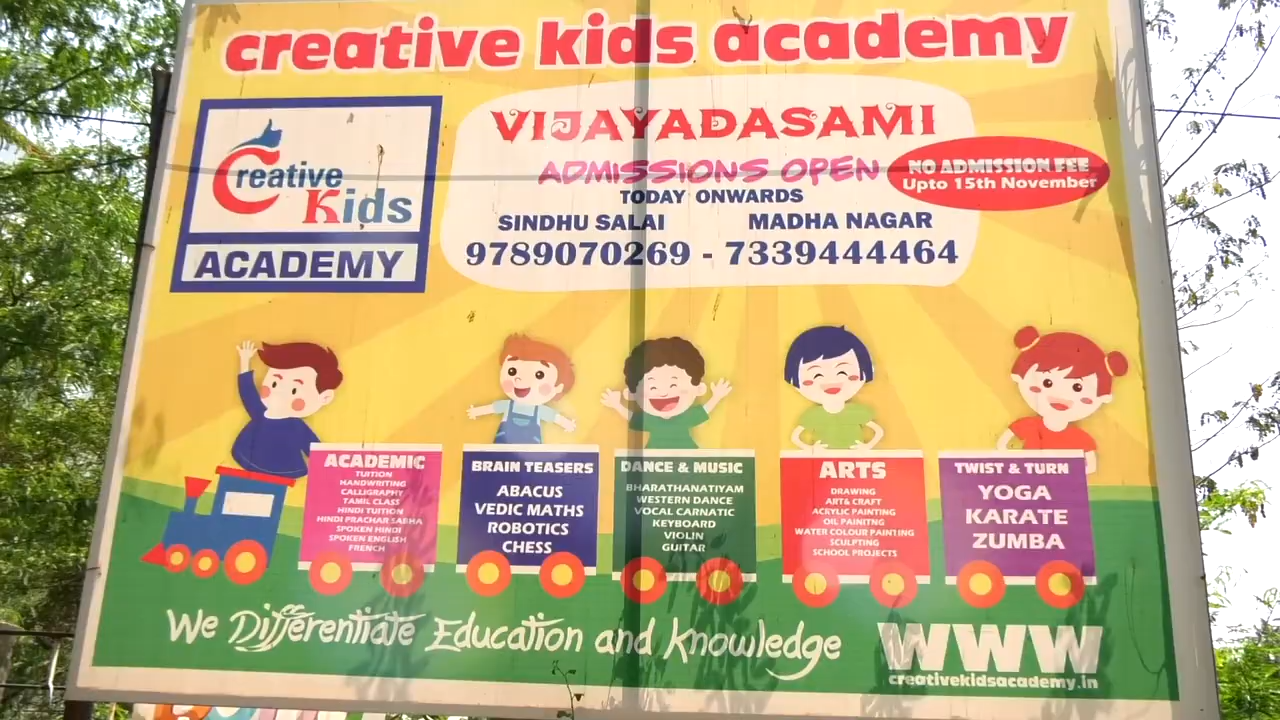 creative kids academy
Creative
Kids
ACADEMY
VIJAYADASAMI
ADMISSIONS OPEN
TODAY ONWARDS
NO ADMISSION FEE
Upto 15th November
SINDHU SALAI MADHA NAGAR
9789070269 - 7339444464
ACADEMIC
TUITION
HANDWRITING
CALLIGRAPHY
TAMIL CLASS
HINDI TUITION
HINDI PRACHAR SABHA
SPOKEN HINDI
SPOKEN ENGLISH
FRENCH
BRAIN TEASERS
ABACUS
VEDIC MATHS
ROBOTICS
CHESS
DANCE & MUSIC
BHARATHANATIYAM
WESTERN DANCE
VOCAL CARNATIC
KEYBOARD
VIOLIN
GUITAR
ARTS
DRAWING
ART& CRAFT
ACRYLIC PAINTING
OIL PAINITNG
WATER COLOUR PAINTING
SCULPTING
SCHOOL PROJECTS
TWIST & TURN
YOGA
KARATE
ZUMBA
We Differentiate Education and Knowledge
WWW
creativekidsacademy.in